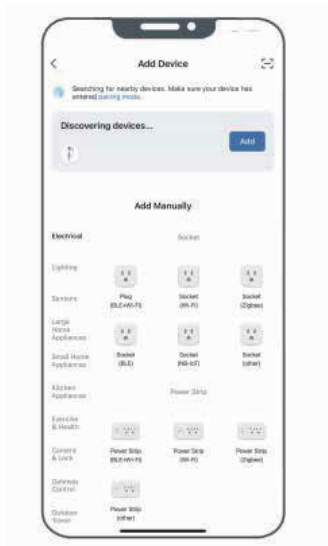 Add Device
Searching for nearby devices. Make sure your device has
entered pairing mode.
Discovering devices...
Add
Add Manually
Electrical
Socket
Lighting
Sensors
Plug
(BLE+Wi-Fi)
Socket
(Wi-Fi)
Socket
(Zigbee)
Large
Home
Appliances
Small Home
Appliances
Socket
(BLE)
Socket
(NB-IoT)
Socket
(other)
Kitchen
Appliances
Power Strip
Exercise
& Health
Camera
& Lock
Power Strip
(BLE+Wi-Fi)
Power Strip
(Wi-Fi)
Power Strip
(Zigbee)
Gateway
Control
Power Strip
(other)
Outdoor
Travel